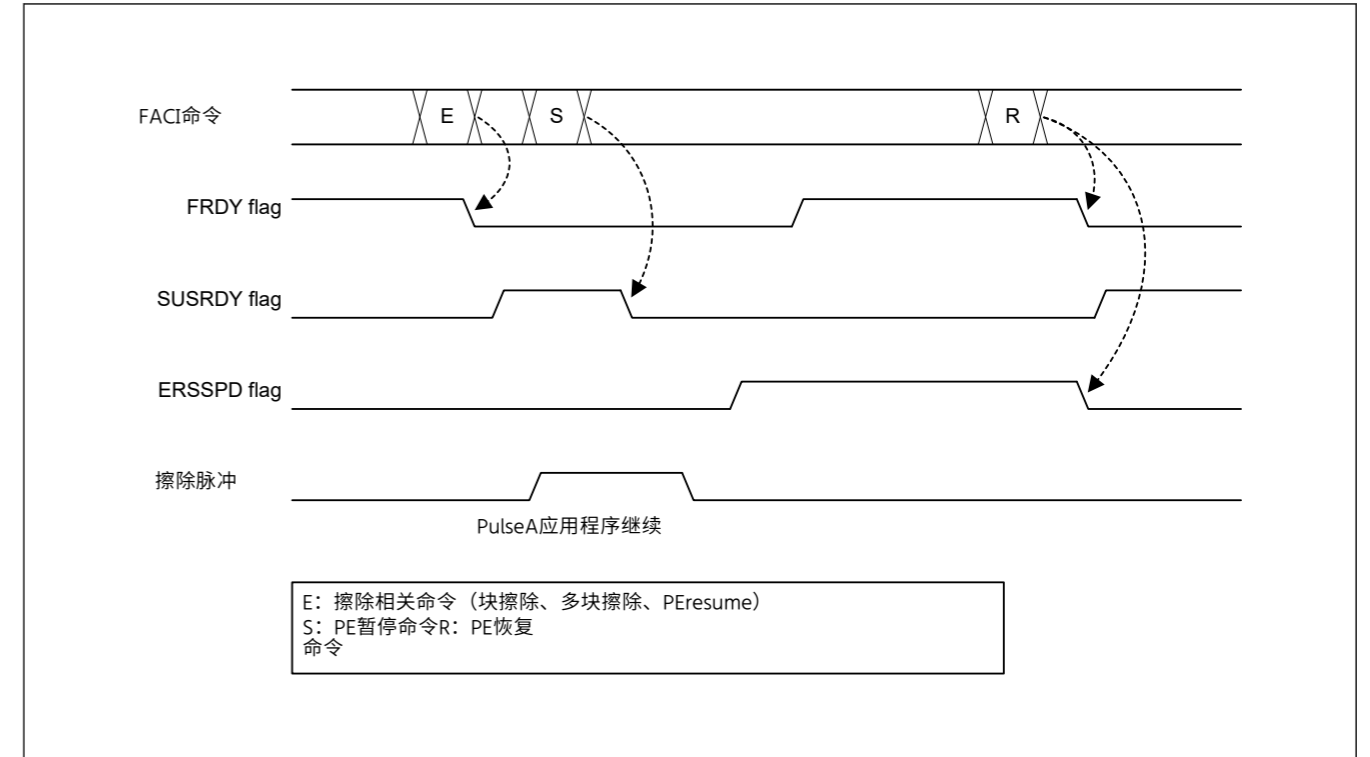 FACI命令
E
S
R
FRDY flag
SUSRDY flag
ERSSPD flag
擦除脉冲
PulseA应用程序继续
E：擦除相关命令（块擦除、多块擦除、PEresume）
S：PE暂停命令R：PE恢复
命令